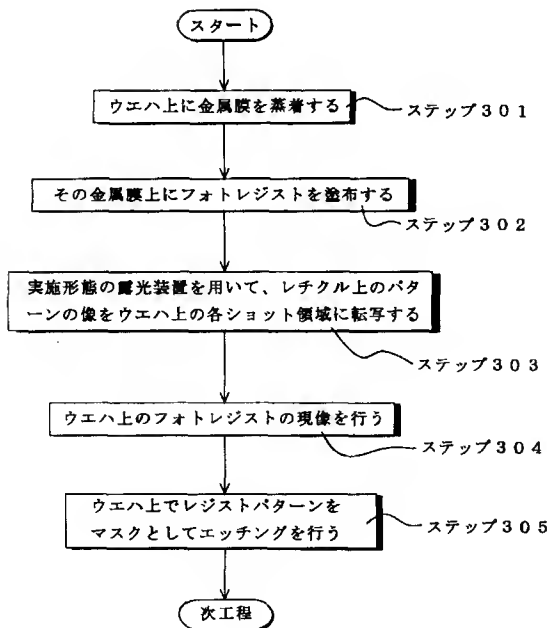 スタート
ウエハ上に金属膜を蒸着する
ステップ301
その金属膜上にフォトレジストを塗布する
ステップ302
実施形態の露光装置を用いて、レチクル上のパタ
ーンの像をウエハ上の各ショット領域に転写する
ステップ303
ウエハ上のフォトレジストの現像を行う
ステップ304
ウエハ上でレジストパターンを
マスクとしてエッチングを行う
ステップ305
次工程